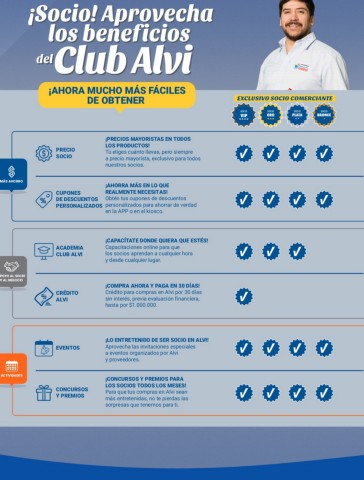 ¡Socio! Aprovecha
los beneficios
del Club Alvi
¡AHORA MUCHO MÁS FÁCILES
DE OBTENER
EXCLUSIVO SOCIO COMERCIANTE
VIP
ORO
PLATA
BRONCE
MÁS AHORRO
PRECIO
SOCIO
¡PRECIOS MAYORISTAS EN TODOS
LOS PRODUCTOS!
Tú eliges cuánto llevas, pero siempre
a precio mayorista, exclusivo para todos
nuestros socios.
CUPONES
DE DESCUENTOS
PERSONALIZADOS
¡AHORRA MÁS EN LO QUE
REALMENTE NECESITAS!
Obtén tus cupones de descuentos
personalizados para ahorrar de verdad
en la APP o en el kiosco.
APOYO AL SOCIO
Y AL NEGOCIO
ACADEMIA
CLUB ALVI
¡CAPACÍTATE DONDE QUIERA QUE ESTÉS!
Capacitaciones online para que
los socios aprendan a cualquier hora
y desde cualquier lugar.
CRÉDITO
ALVI
¡COMPRA AHORA Y PAGA EN 30 DÍAS!
Crédito para compras en Alvi por 30 días
sin interés, previa evaluación financiera,
hasta por $1.000.000.
ACTIVIDADES
EVENTOS
¡LO ENTRETENIDO DE SER SOCIO EN ALVI!
Aprovecha las invitaciones especiales
a eventos organizados por Alvi
y proveedores.
CONCURSOS
Y PREMIOS
¡CONCURSOS Y PREMIOS PARA
LOS SOCIOS TODOS LOS MESES!
Para que tus compras en Alvi sean
más entretenidas, no te pierdas las
sorpresas que tenemos para ti.